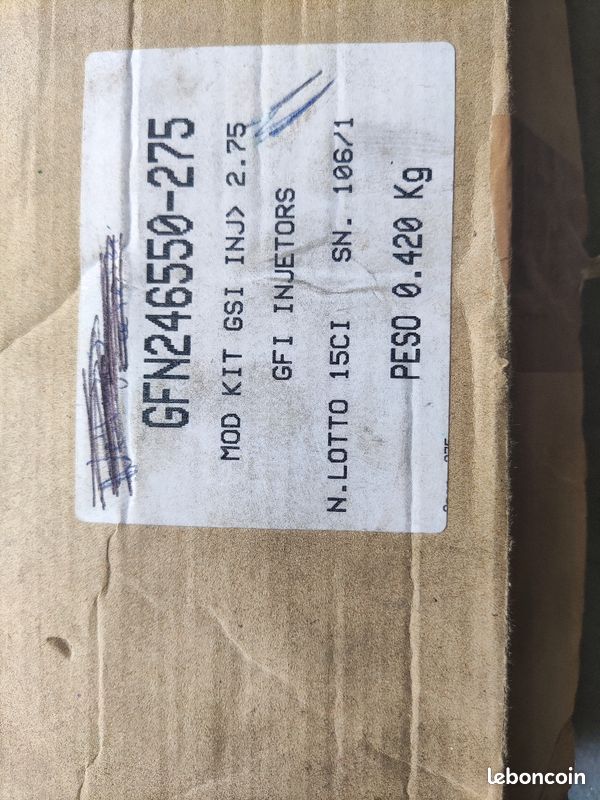 GFN246550-275
MOD KIT GSI INJ> 2.75
GFI INJETORS
N.LOTTO 15CI SN. 106/1
PESO 0.420 Kg
leboncoin